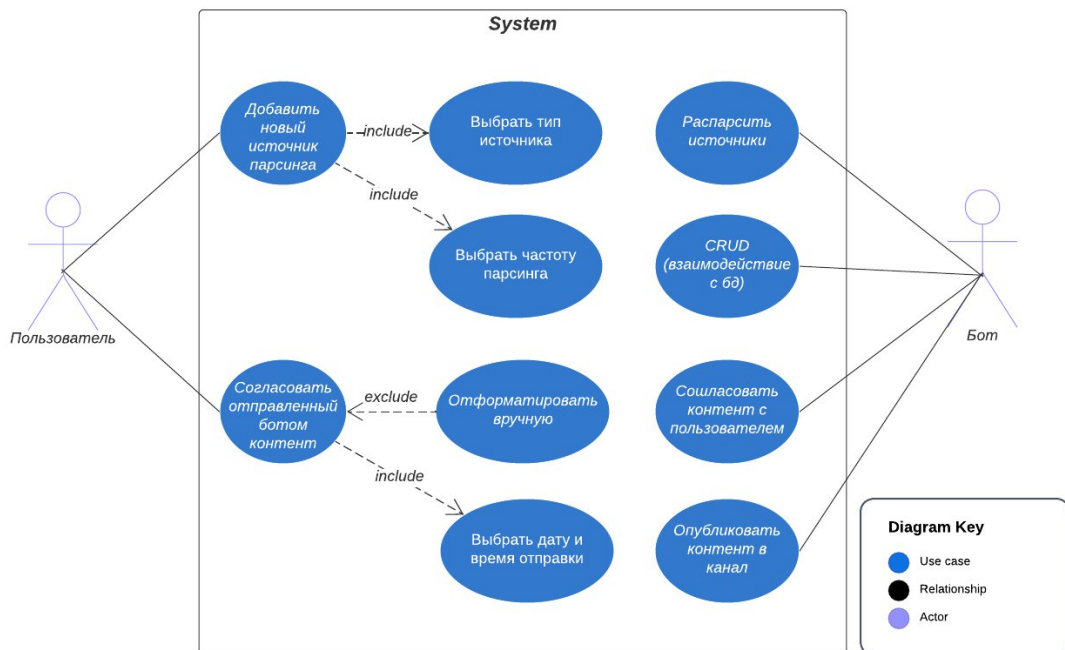 System
Добавить
новый
источник
парсинга
include
Выбрать тип
источника
Распарсить
источники
include
Выбрать частоту
парсинга
CRUD
(взаимодействие
с бд)
Пользователь
Бот
Согласовать
отправленный
ботом
контент
exclude
Отформатировать
вручную
Сошласовать
контент с
пользователем
include
Выбрать дату и
время отправки
Опубликовать
контент в
канал
Diagram Key
Use case
Relationship
Actor